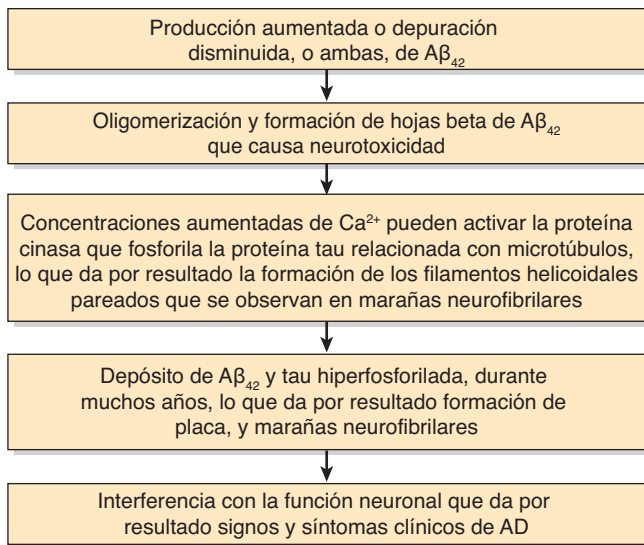 Producción aumentada o depuración
disminuida, o ambas, de Aβ₄₂
Oligomerización y formación de hojas beta de Aβ₄₂
que causa neurotoxicidad
Concentraciones aumentadas de Ca²⁺ pueden activar la proteína
cinasa que fosforila la proteína tau relacionada con microtúbulos,
lo que da por resultado la formación de los filamentos helicoidales
pareados que se observan en marañas neurofibrilares
Depósito de Aβ₄₂ y tau hiperfosforilada, durante
muchos años, lo que da por resultado formación de
placa, y marañas neurofibrilares
Interferencia con la función neuronal que da por
resultado signos y síntomas clínicos de AD